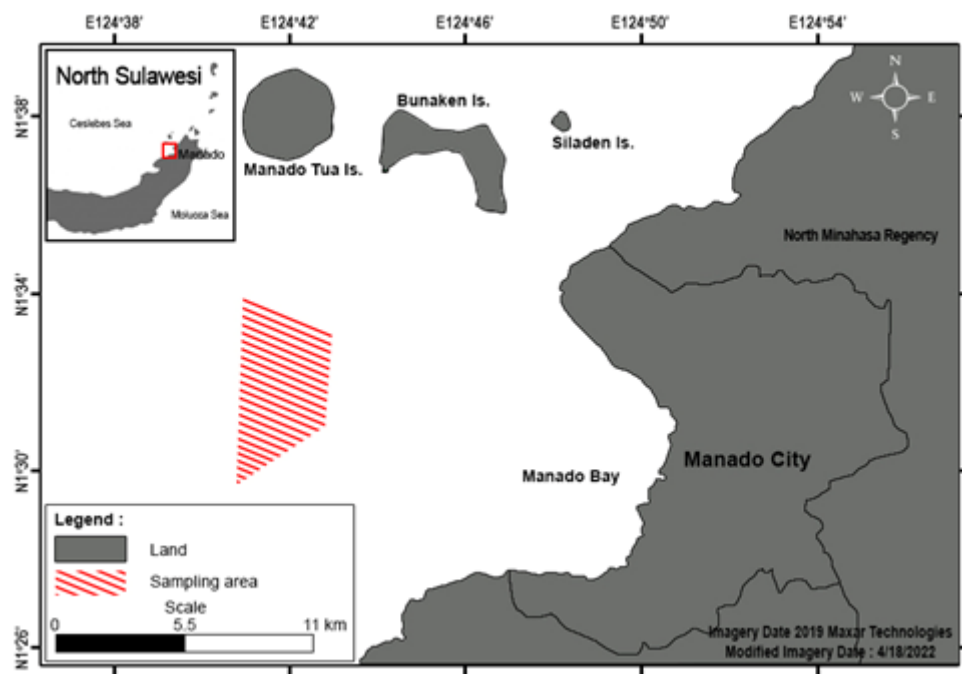 E124°38' E124°42' E124°46' E124°50' E124°54'
North Sulawesi
Ceslebes Sea
Manado
Molucca Sea
N1°38'
N1°34'
N1°30'
N1°26'
Manado Tua Is.
Bunaken Is.
Siladen Is.
N
W E
S
North Minahasa Regency
Manado City
Manado Bay
Legend :
Land
Sampling area
Scale
0 5.5 11 km
Imagery Date 2019 Maxar Technologies
Modified Imagery Date : 4/18/2022